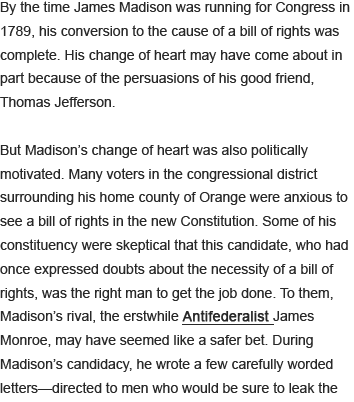 By the time James Madison was running for Congress in
1789, his conversion to the cause of a bill of rights was
complete. His change of heart may have come about in
part because of the persuasions of his good friend,
Thomas Jefferson.
But Madison’s change of heart was also politically
motivated. Many voters in the congressional district
surrounding his home county of Orange were anxious to
see a bill of rights in the new Constitution. Some of his
constituency were skeptical that this candidate, who had
once expressed doubts about the necessity of a bill of
rights, was the right man to get the job done. To them,
Madison’s rival, the erstwhile Antifederalist James
Monroe, may have seemed like a safer bet. During
Madison’s candidacy, he wrote a few carefully worded
letters—directed to men who would be sure to leak the